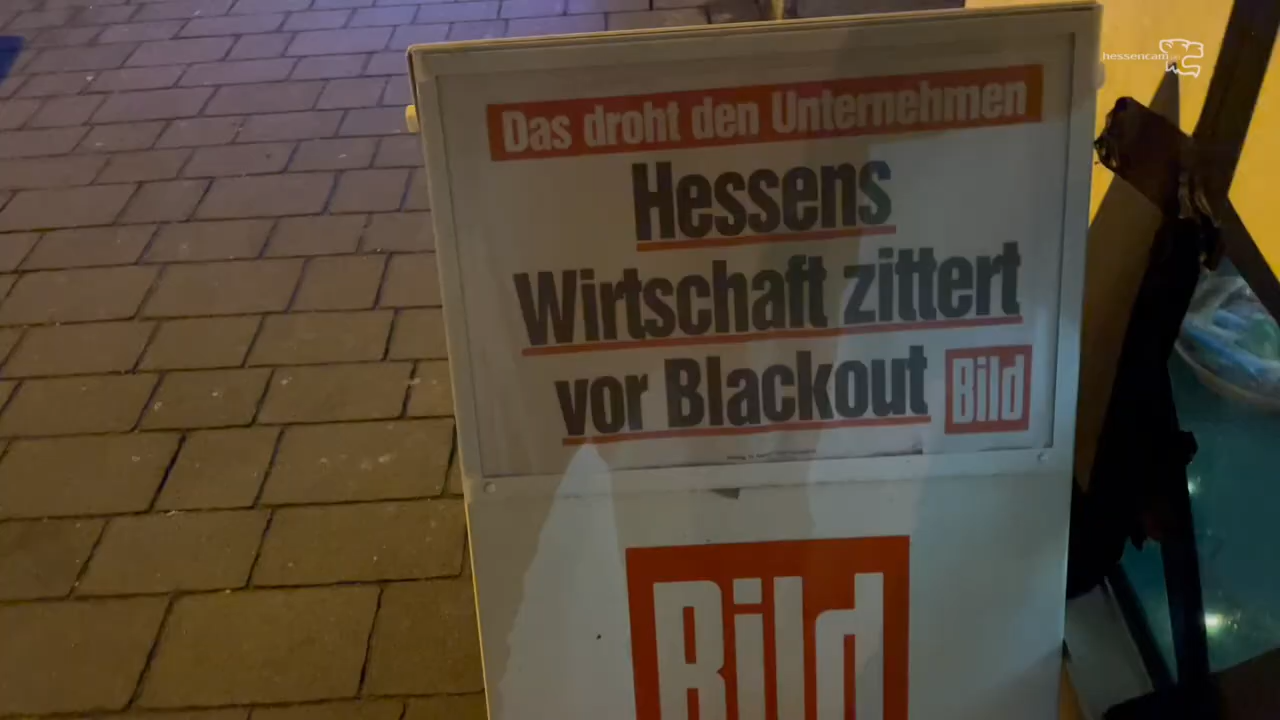 hessencam
Das droht den Unternehmen
Hessens
Wirtschaft zittert
vor Blackout
Bild
Bild